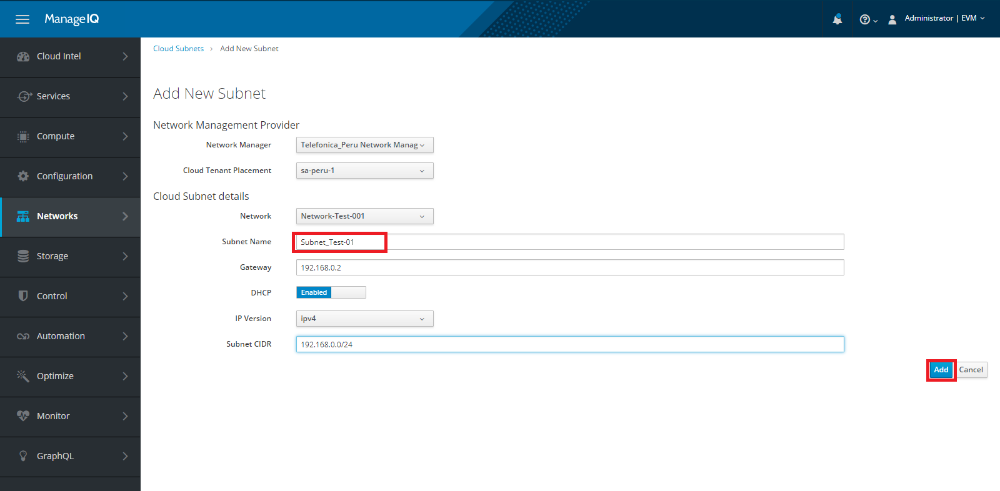 ManageIQ
Administrator | EVM
Cloud Intel
Services
Compute
Configuration
Networks
Storage
Control
Automation
Optimize
Monitor
GraphQL
Cloud Subnets > Add New Subnet
Add New Subnet
Network Management Provider
Network Manager Telefonica_Peru Network Manag
Cloud Tenant Placement sa-peru-1
Cloud Subnet details
Network Network-Test-001
Subnet Name Subnet_Test-01
Gateway 192.168.0.2
DHCP Enabled
IP Version ipv4
Subnet CIDR 192.168.0.0/24
Add Cancel